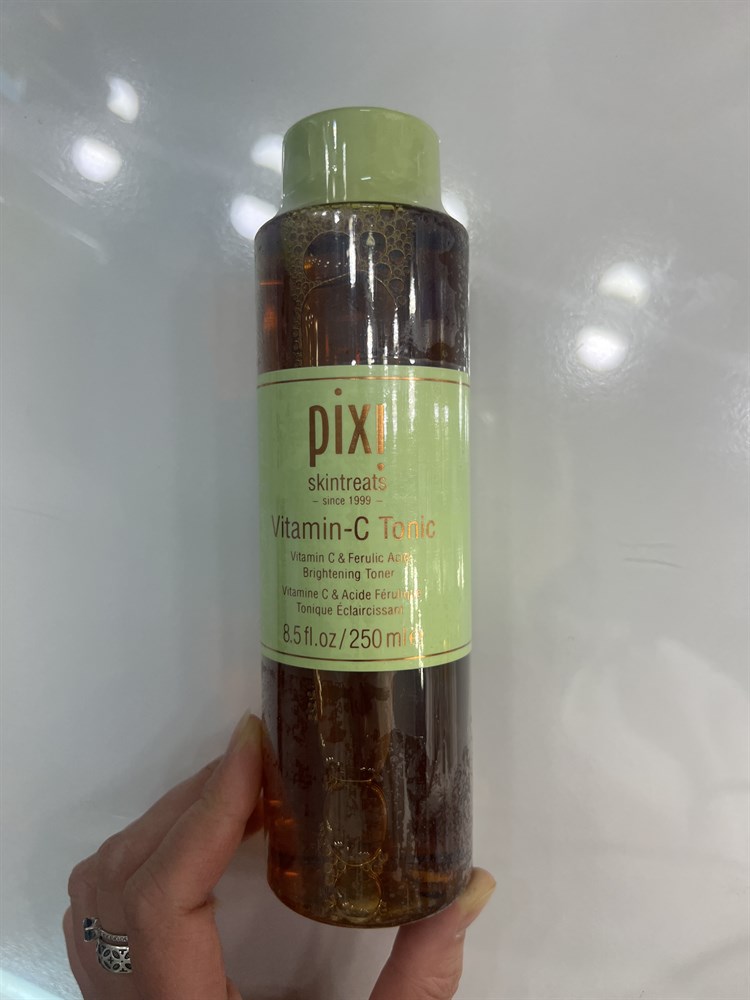 pixi
skintreats
– since 1999 –
Vitamin-C Tonic
Vitamin C & Ferulic Acid
Brightening Toner
Vitamine C & Acide Férulique
Tonique Éclaircissant
8.5 fl.oz/250 ml e